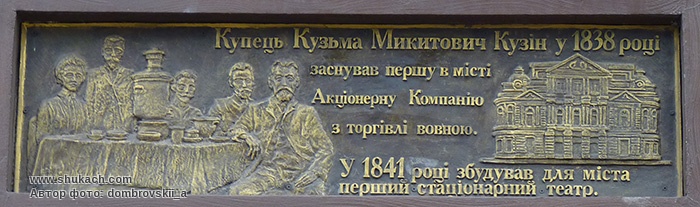 Купець Кузьма Микитович Кузін у 1838 році
заснував першу в місті
Акціонерну Компанію
з торгівлі вовною.
У 1841 році збудував для міста
перший стаціонарний театр.
www.shukach.com
Автор фото: dombrovskii_a